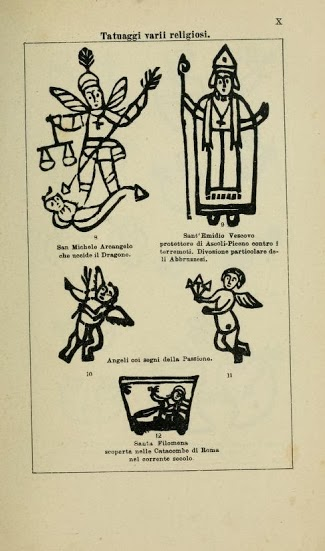 X
Tatuaggi varii religiosi.
8
San Michele Arcangelo
che uccide il Dragone.
9
Sant'Emidio Vescovo
protettore di Ascoli-Piceno contro i
terremoti. Divozione particolare de-
li Abbruzzesi.
Angeli coi segni della Passione.
10
11
12
Santa Filomena
scoperta nelle Catacombe di Roma
nel corrente secolo.